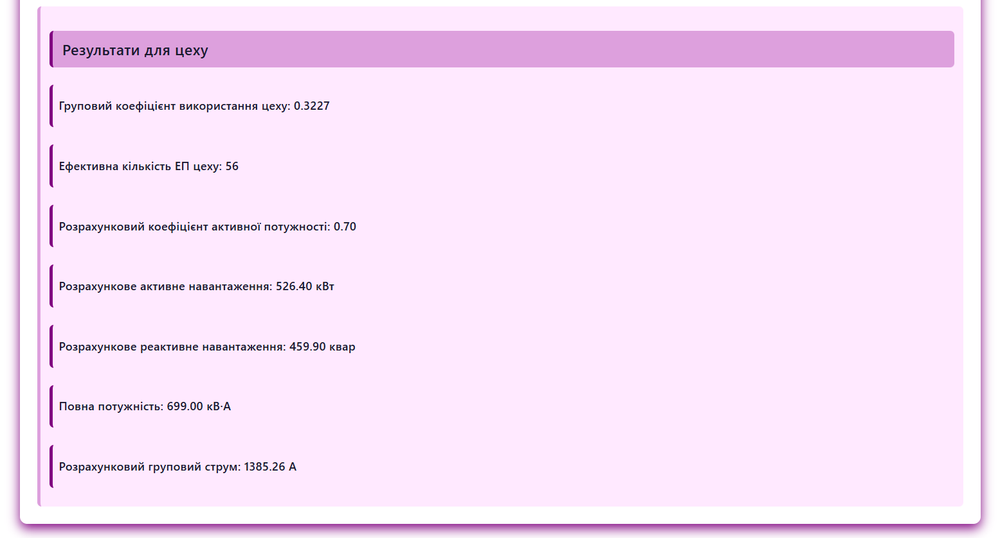 Результати для цеху
Груповий коефіцієнт використання цеху: 0.3227
Ефективна кількість ЕП цеху: 56
Розрахунковий коефіцієнт активної потужності: 0.70
Розрахункове активне навантаження: 526.40 кВт
Розрахункове реактивне навантаження: 459.90 квар
Повна потужність: 699.00 кВ·А
Розрахунковий груповий струм: 1385.26 А